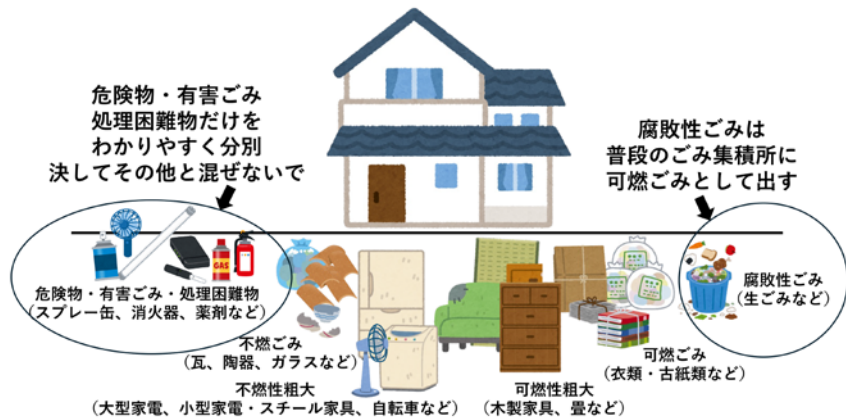 危険物・有害ごみ
処理困難物だけを
わかりやすく分別
決してその他と混ぜないで
腐敗性ごみは
普段のごみ集積所に
可燃ごみとして出す
GAS
危険物・有害ごみ・処理困難物
(スプレー缶、消火器、薬剤など)
不燃ごみ
(瓦、陶器、ガラスなど)
不燃性粗大
(大型家電、小型家電・スチール家具、自転車など)
可燃性粗大
(木製家具、畳など)
可燃ごみ
(衣類・古紙類など)
腐敗性ごみ
(生ごみなど)